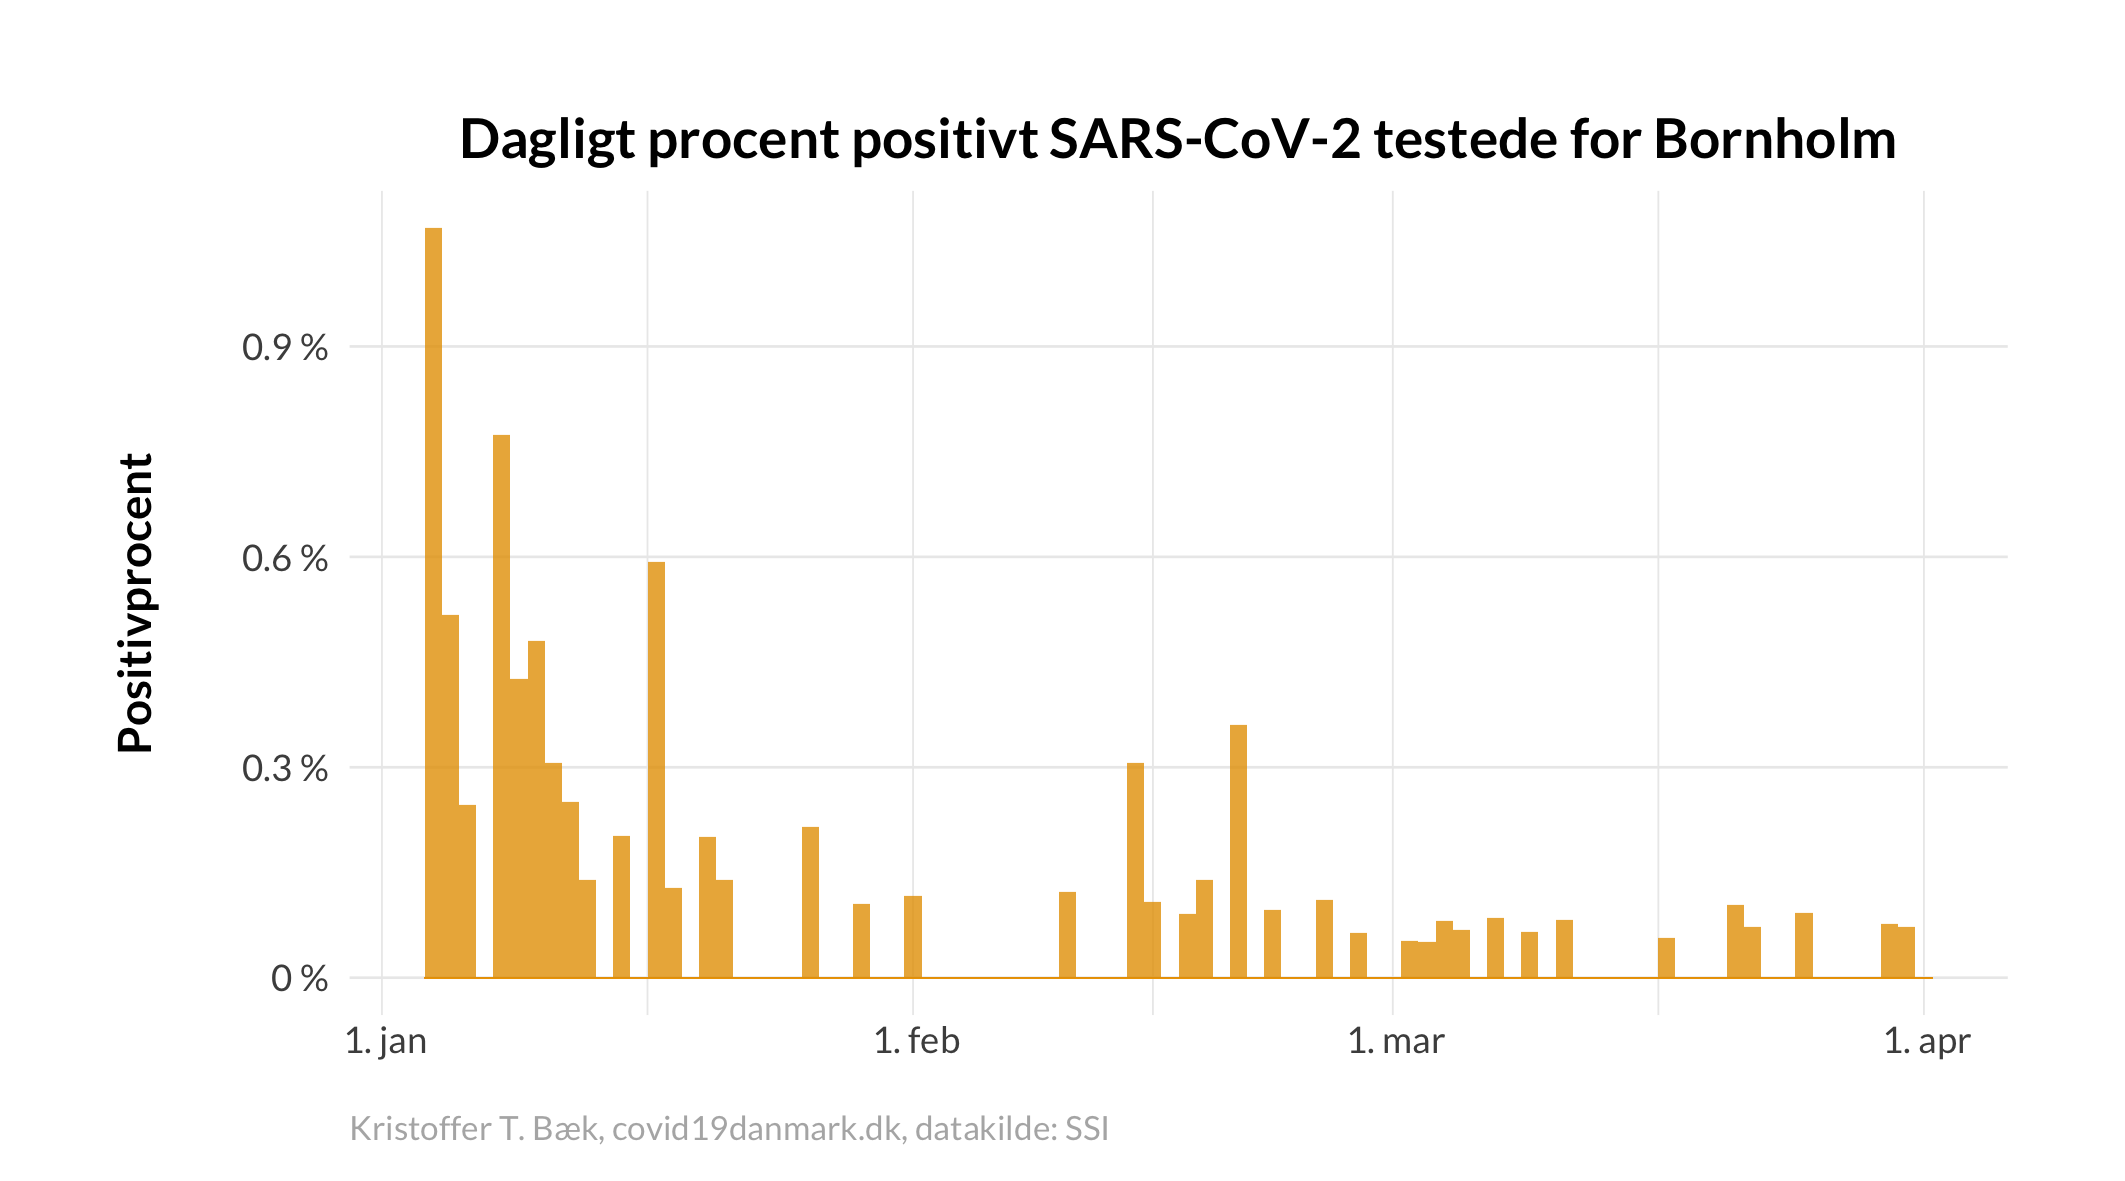 Dagligt procent positivt SARS-CoV-2 testede for Bornholm
Positivprocent
0.9 %
0.6 %
0.3 %
0 %
1. jan
1. feb
1. mar
1. apr
Kristoffer T. Bæk, covid19danmark.dk, datakilde: SSI